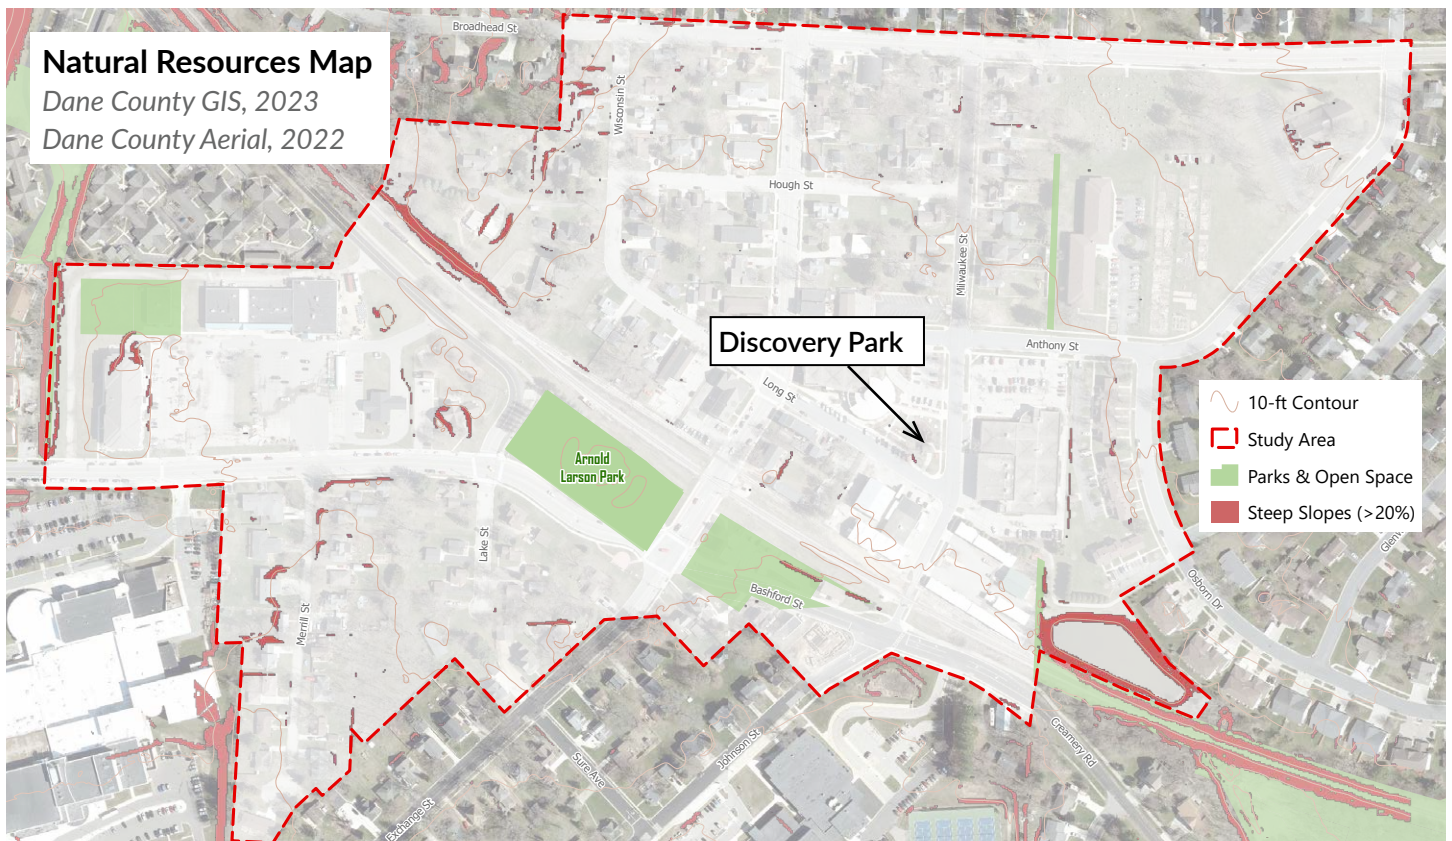 Natural Resources Map
Dane County GIS, 2023
Dane County Aerial, 2022
Broadhead St
Wisconsin St
Hough St
Milwaukee St
Anthony St
Discovery Park
Long St
10-ft Contour
Study Area
Parks & Open Space
Steep Slopes (>20%)
Arnold
Larson Park
Lake St
Merrill St
Bashford St
Osborn Dr
Creamery Rd
Johnson St
Sure Ave
Exchange St